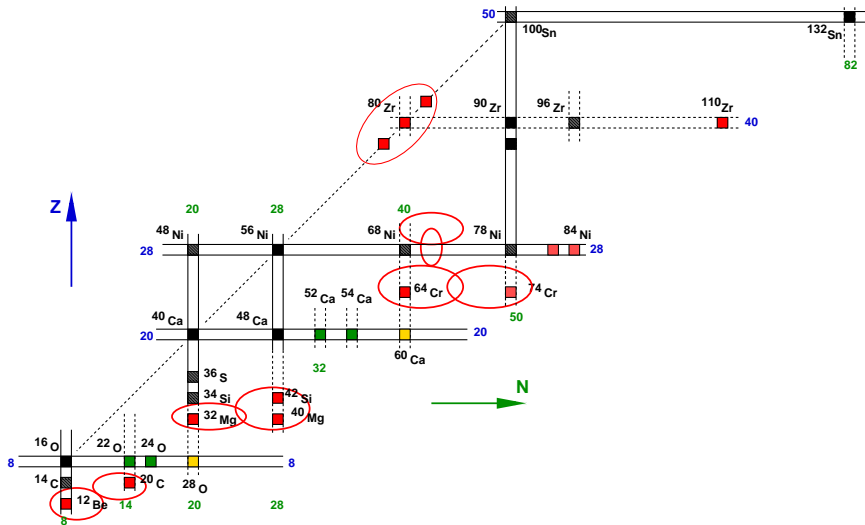 50
100Sn
132Sn
82
80Zr
90Zr
96Zr
110Zr
40
Z
20
28
40
48Ni
56Ni
68Ni
78Ni
84Ni
28
28
64Cr
74Cr
52Ca
54Ca
50
40Ca
48Ca
20
20
60Ca
32
36S
34Si
42Si
N
32Mg
40Mg
16O
22O
24O
8
8
14C
20C
28O
12Be
14
20
28
8